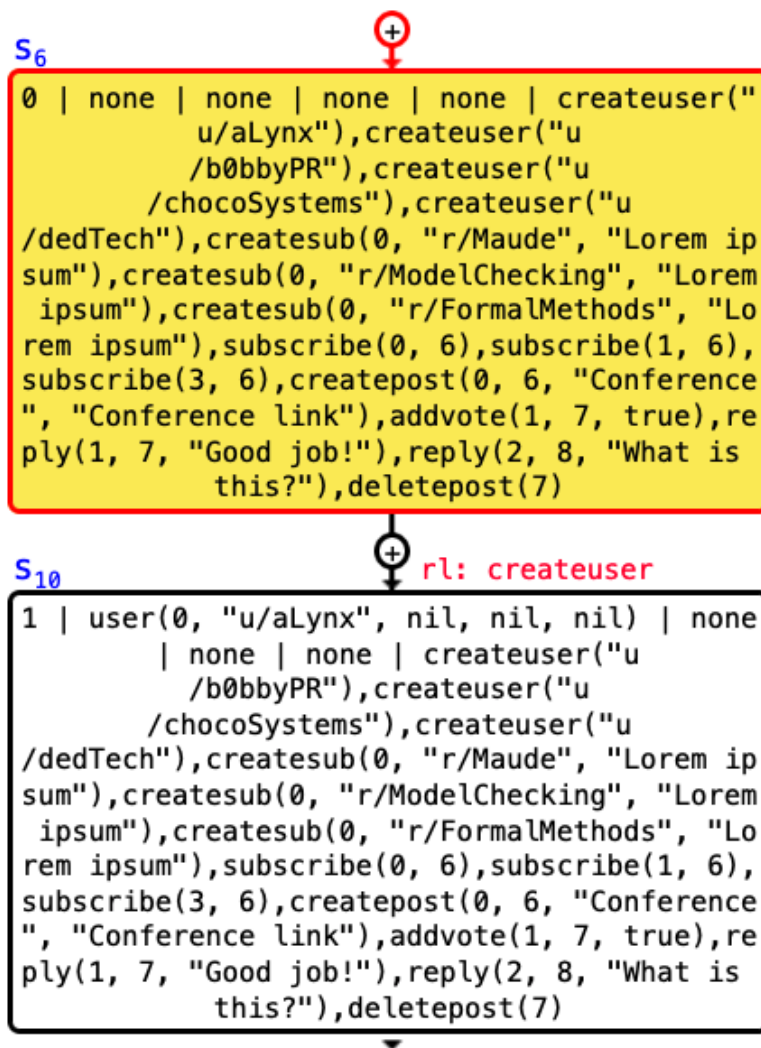 +
S6
0 | none | none | none | none | createuser("
u/aLynx"),createuser("u
/b0bbyPR"),createuser("u
/chocoSystems"),createuser("u
/dedTech"),createsub(0, "r/Maude", "Lorem ip
sum"),createsub(0, "r/ModelChecking", "Lorem
ipsum"),createsub(0, "r/FormalMethods", "Lo
rem ipsum"),subscribe(0, 6),subscribe(1, 6),
subscribe(3, 6),createpost(0, 6, "Conference
", "Conference link"),addvote(1, 7, true),re
ply(1, 7, "Good job!"),reply(2, 8, "What is
this?"),deletepost(7)
+
S10 rl: createuser
1 | user(0, "u/aLynx", nil, nil, nil) | none
| none | none | createuser("u
/b0bbyPR"),createuser("u
/chocoSystems"),createuser("u
/dedTech"),createsub(0, "r/Maude", "Lorem ip
sum"),createsub(0, "r/ModelChecking", "Lorem
ipsum"),createsub(0, "r/FormalMethods", "Lo
rem ipsum"),subscribe(0, 6),subscribe(1, 6),
subscribe(3, 6),createpost(0, 6, "Conference
", "Conference link"),addvote(1, 7, true),re
ply(1, 7, "Good job!"),reply(2, 8, "What is
this?"),deletepost(7)